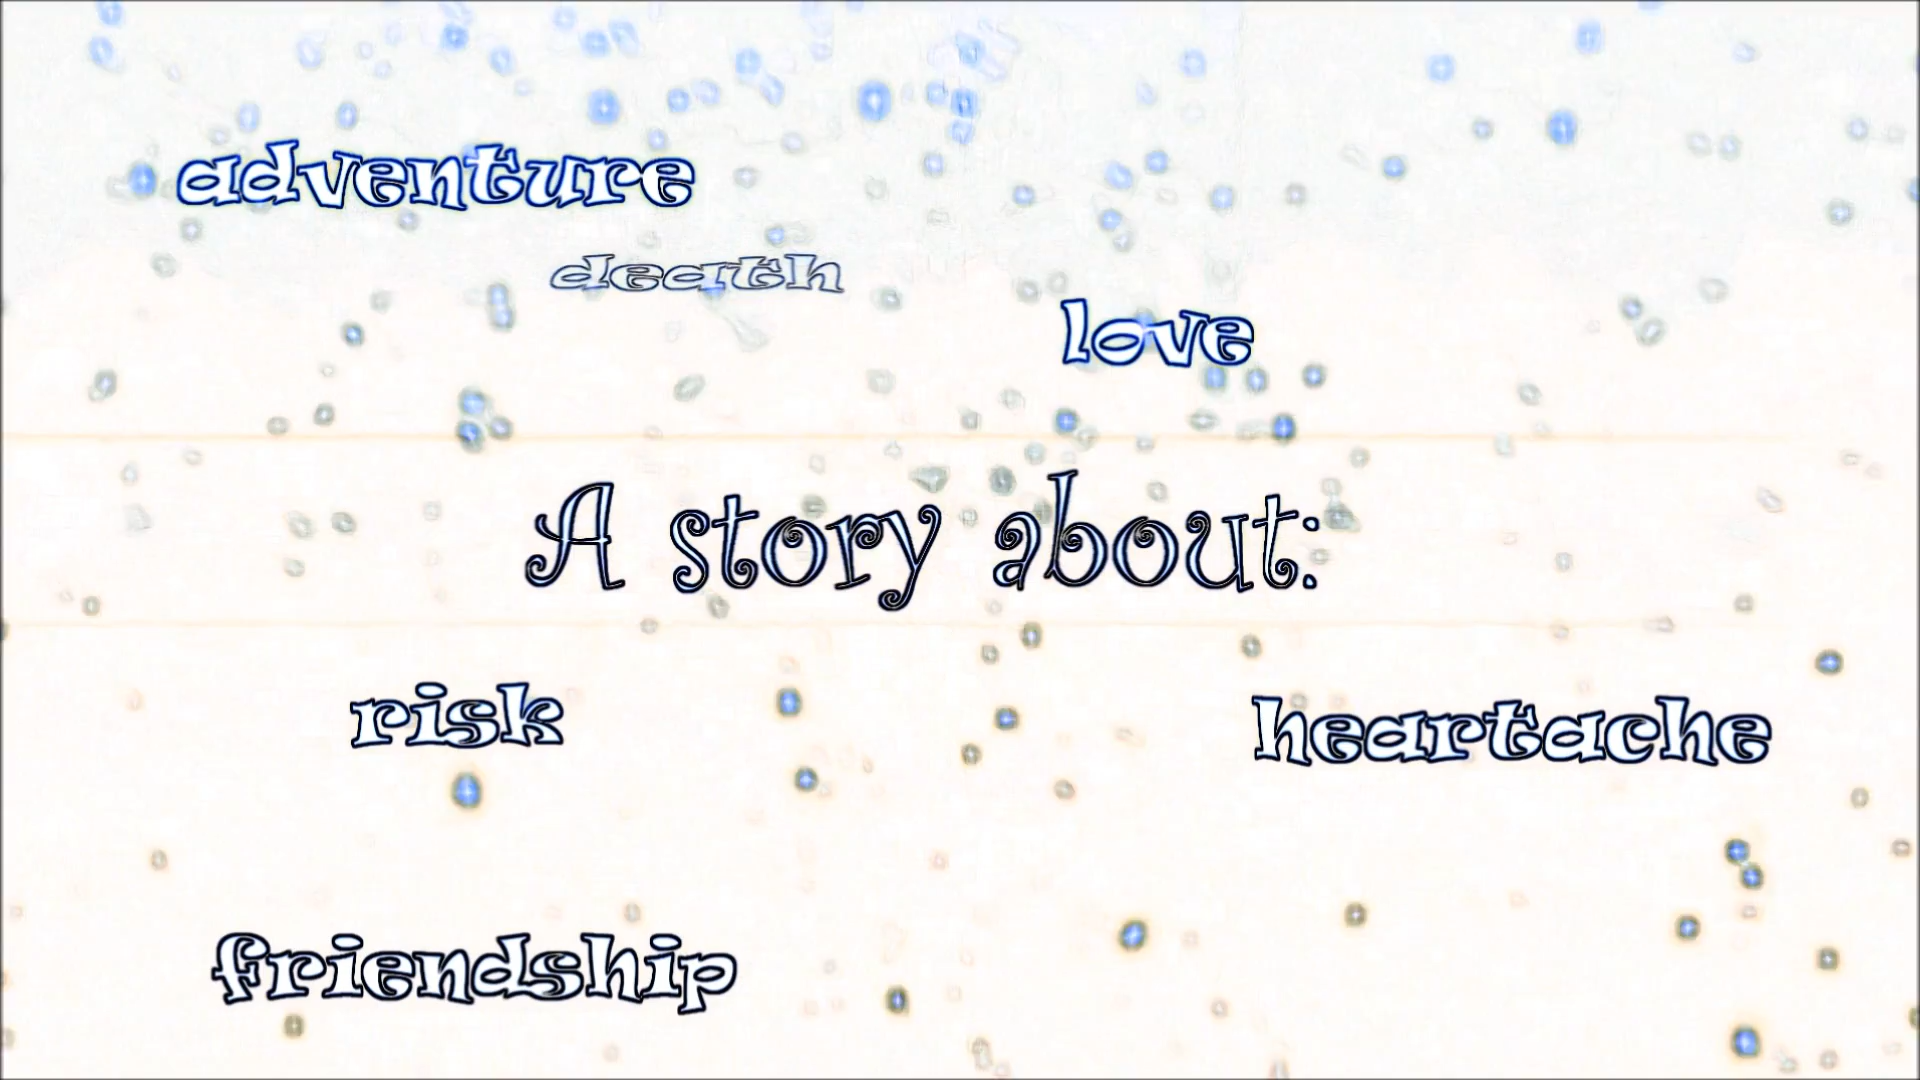 adventure
death
love
A story about:
risk
heartache
friendship